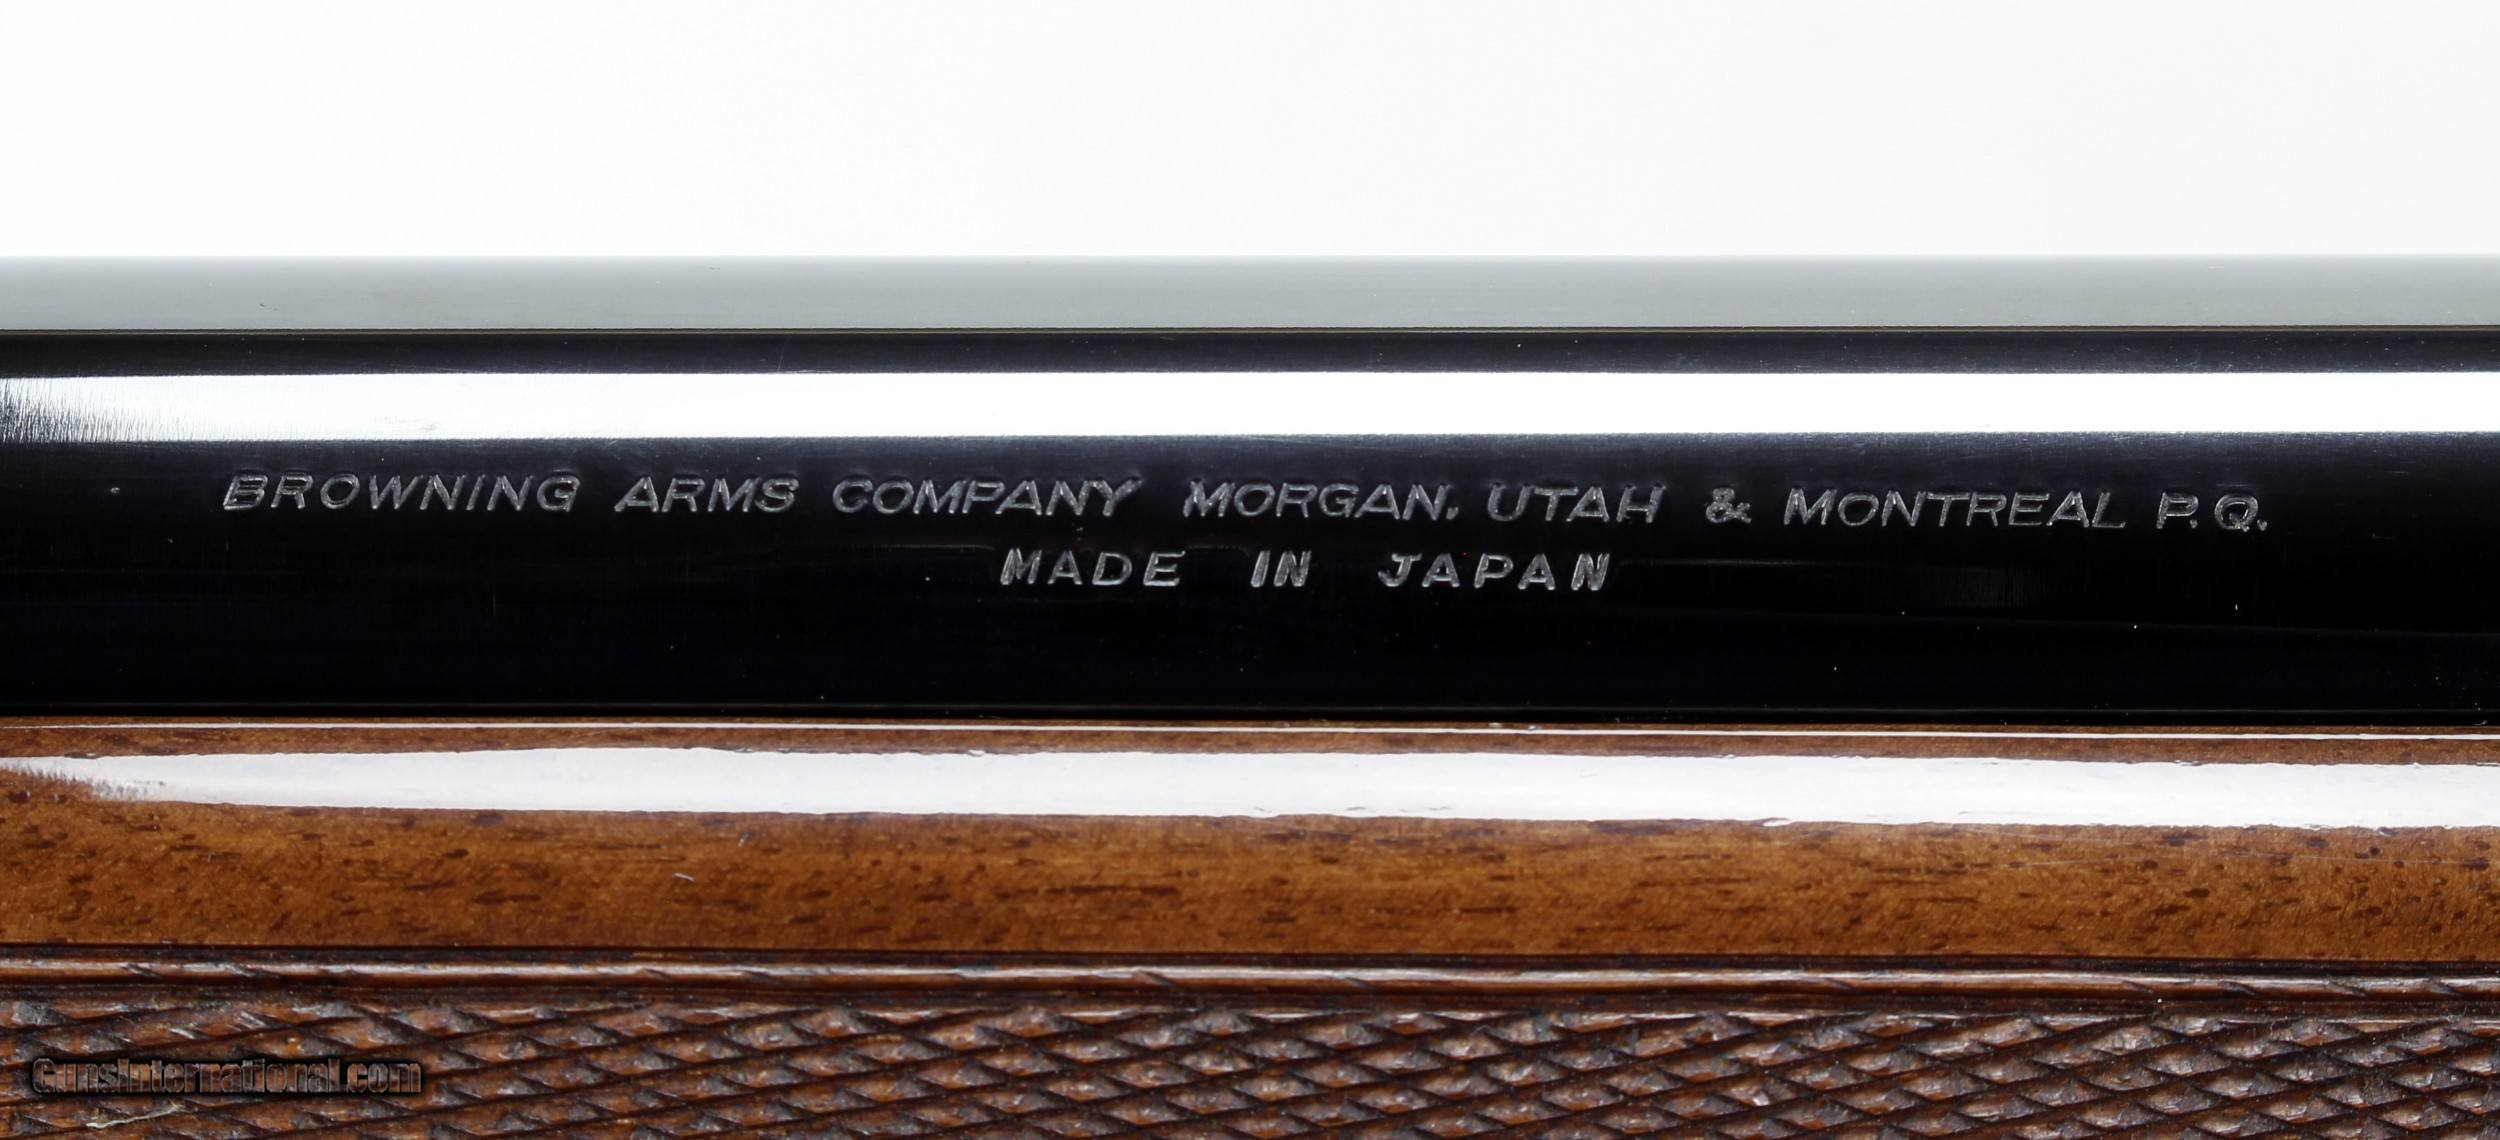 BROWNING ARMS COMPANY MORGAN, UTAH & MONTREAL P.Q.
MADE IN JAPAN
GunsInternational.com